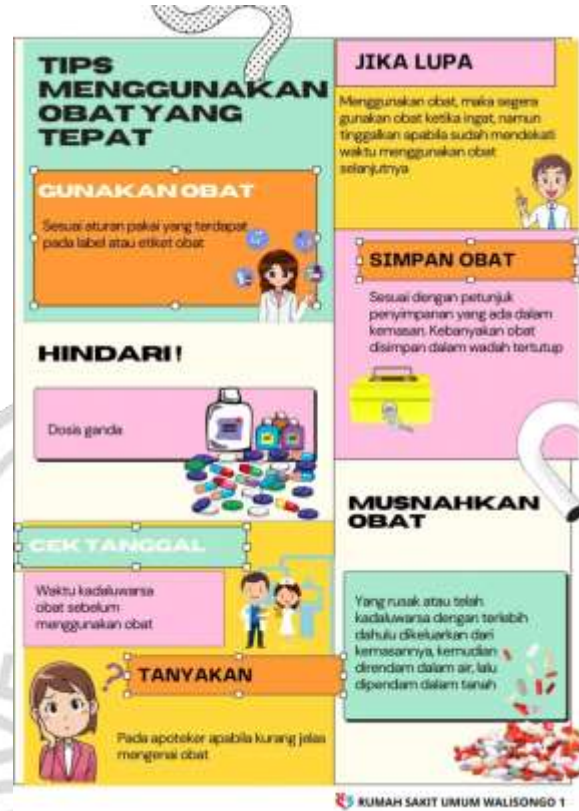 TIPS
MENGGUNAKAN
OBAT YANG
TEPAT
GUNAKAN OBAT
Sesuai aturan pakai yang terdapat
pada label atau etiket obat
HINDARI !
Dosis ganda
CEK TANGGAL
Waktu kadaluwarsa
obat sebelum
menggunakan obat
TANYAKAN
Pada apoteker apabila kurang jelas
mengenai obat
JIKA LUPA
Menggunakan obat, maka segera
gunakan obat ketika ingat, namun
tinggalkan apabila sudah mendekati
waktu menggunakan obat
selanjutnya
SIMPAN OBAT
Sesuai dengan petunjuk
penyimpanan yang ada dalam
kemasan. Kebanyakan obat
disimpan dalam wadah tertutup
MUSNAHKAN
OBAT
Yang rusak atau telah
kadaluwarsa dengan terlebih
dahulu dikeluarkan dari
kemasannya, kemudian
direndam dalam air, lalu
dipendam dalam tanah
RUMAH SAKIT UMUM WALISONGO 1